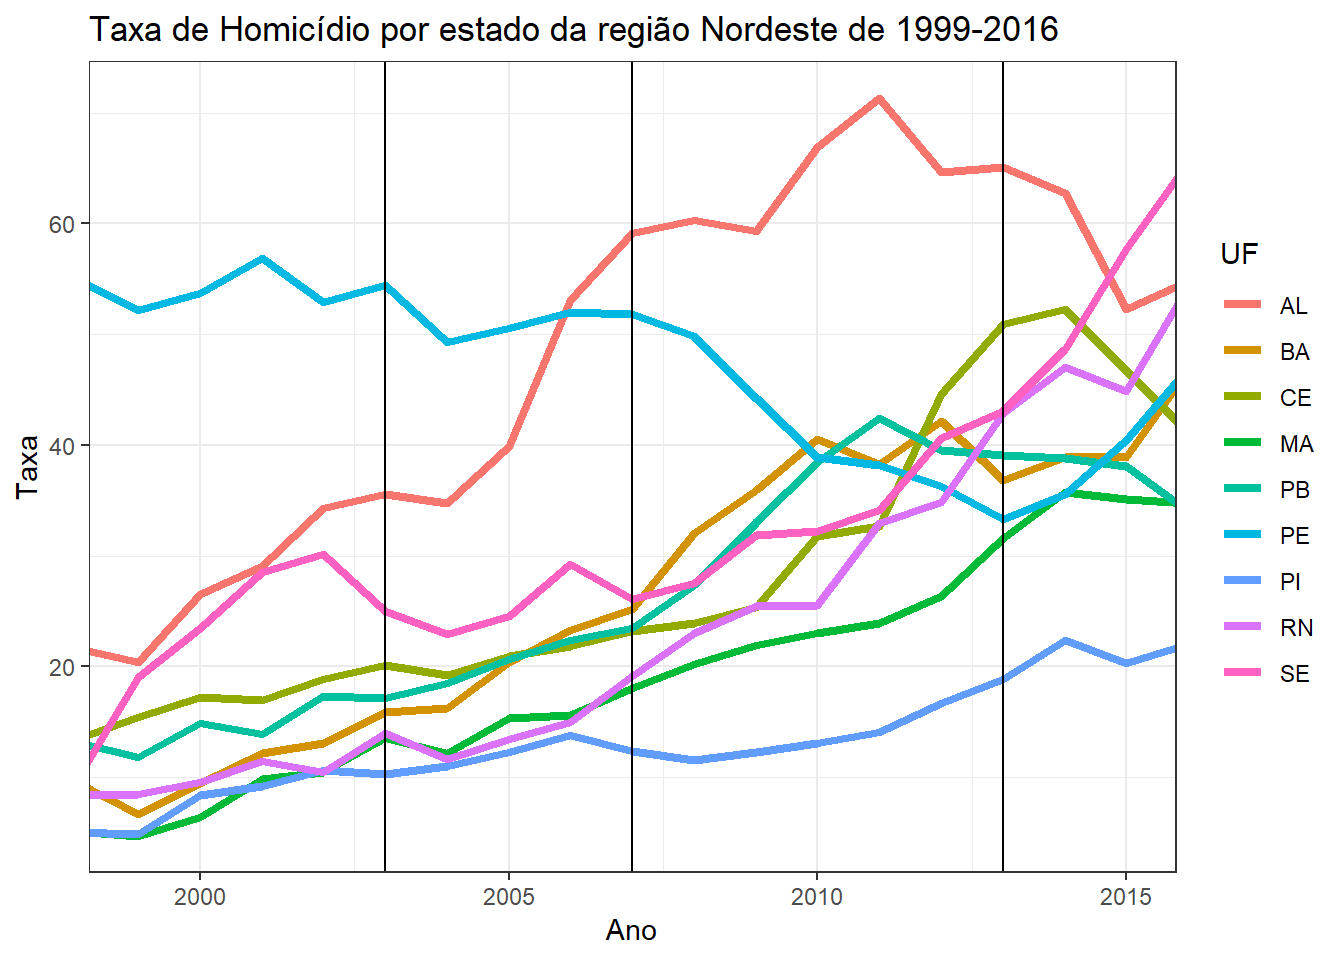 Taxa de Homicídio por estado da região Nordeste de 1999-2016
60
40
20
Taxa
2000 2005 2010 2015
Ano
UF
AL
BA
CE
MA
PB
PE
PI
RN
SE